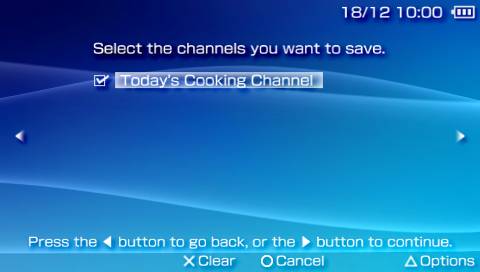 18/12 10:00
Select the channels you want to save.
Today's Cooking Channel
Press the ◀ button to go back, or the ▶ button to continue.
✕Clear ○Cancel △Options